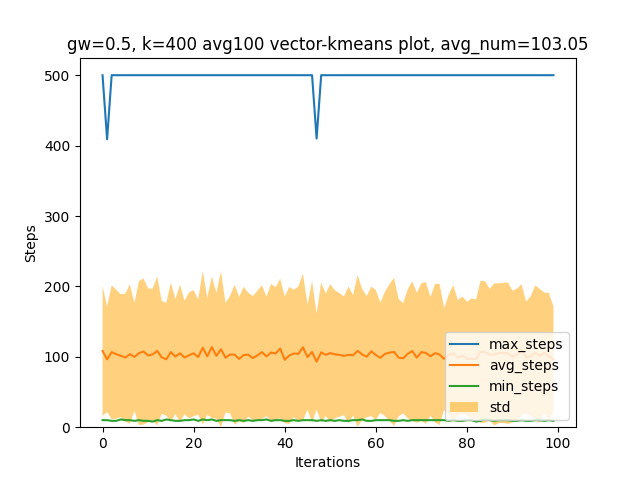 gw=0.5, k=400 avg100 vector-kmeans plot, avg_num=103.05
500
400
300
200
100
0
Steps
0 20 40 60 80 100
Iterations
max_steps
avg_steps
min_steps
std